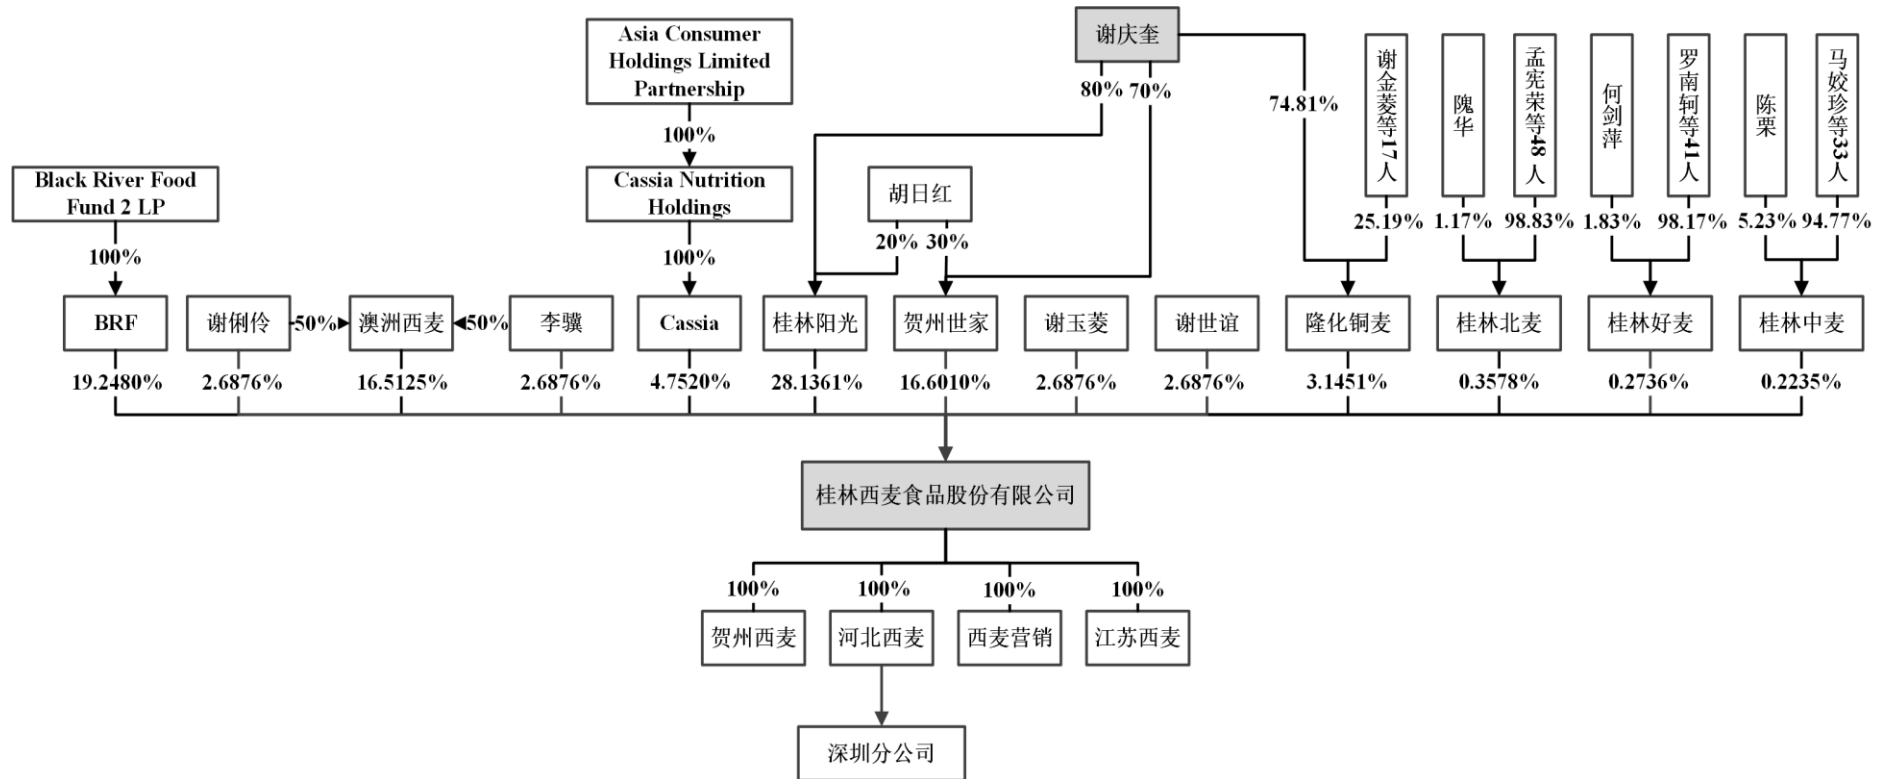 Asia Consumer
Holdings Limited
Partnership
谢庆奎
谢金菱等17人
隗华
孟宪荣等48人
何剑萍
罗南轲等41人
陈栗
马姣珍等33人
80%
70%
74.81%
100%
Black River Food
Fund 2 LP
Cassia Nutrition
Holdings
胡日红
25.19%
1.17%
98.83%
1.83%
98.17%
5.23%
94.77%
20%
30%
100%
100%
BRF
谢俐伶
50%
澳洲西麦
50%
李骥
Cassia
桂林阳光
贺州世家
谢玉菱
谢世谊
隆化铜麦
桂林北麦
桂林好麦
桂林中麦
19.2480%
2.6876%
16.5125%
2.6876%
4.7520%
28.1361%
16.6010%
2.6876%
2.6876%
3.1451%
0.3578%
0.2736%
0.2235%
桂林西麦食品股份有限公司
100%
100%
100%
100%
贺州西麦
河北西麦
西麦营销
江苏西麦
深圳分公司